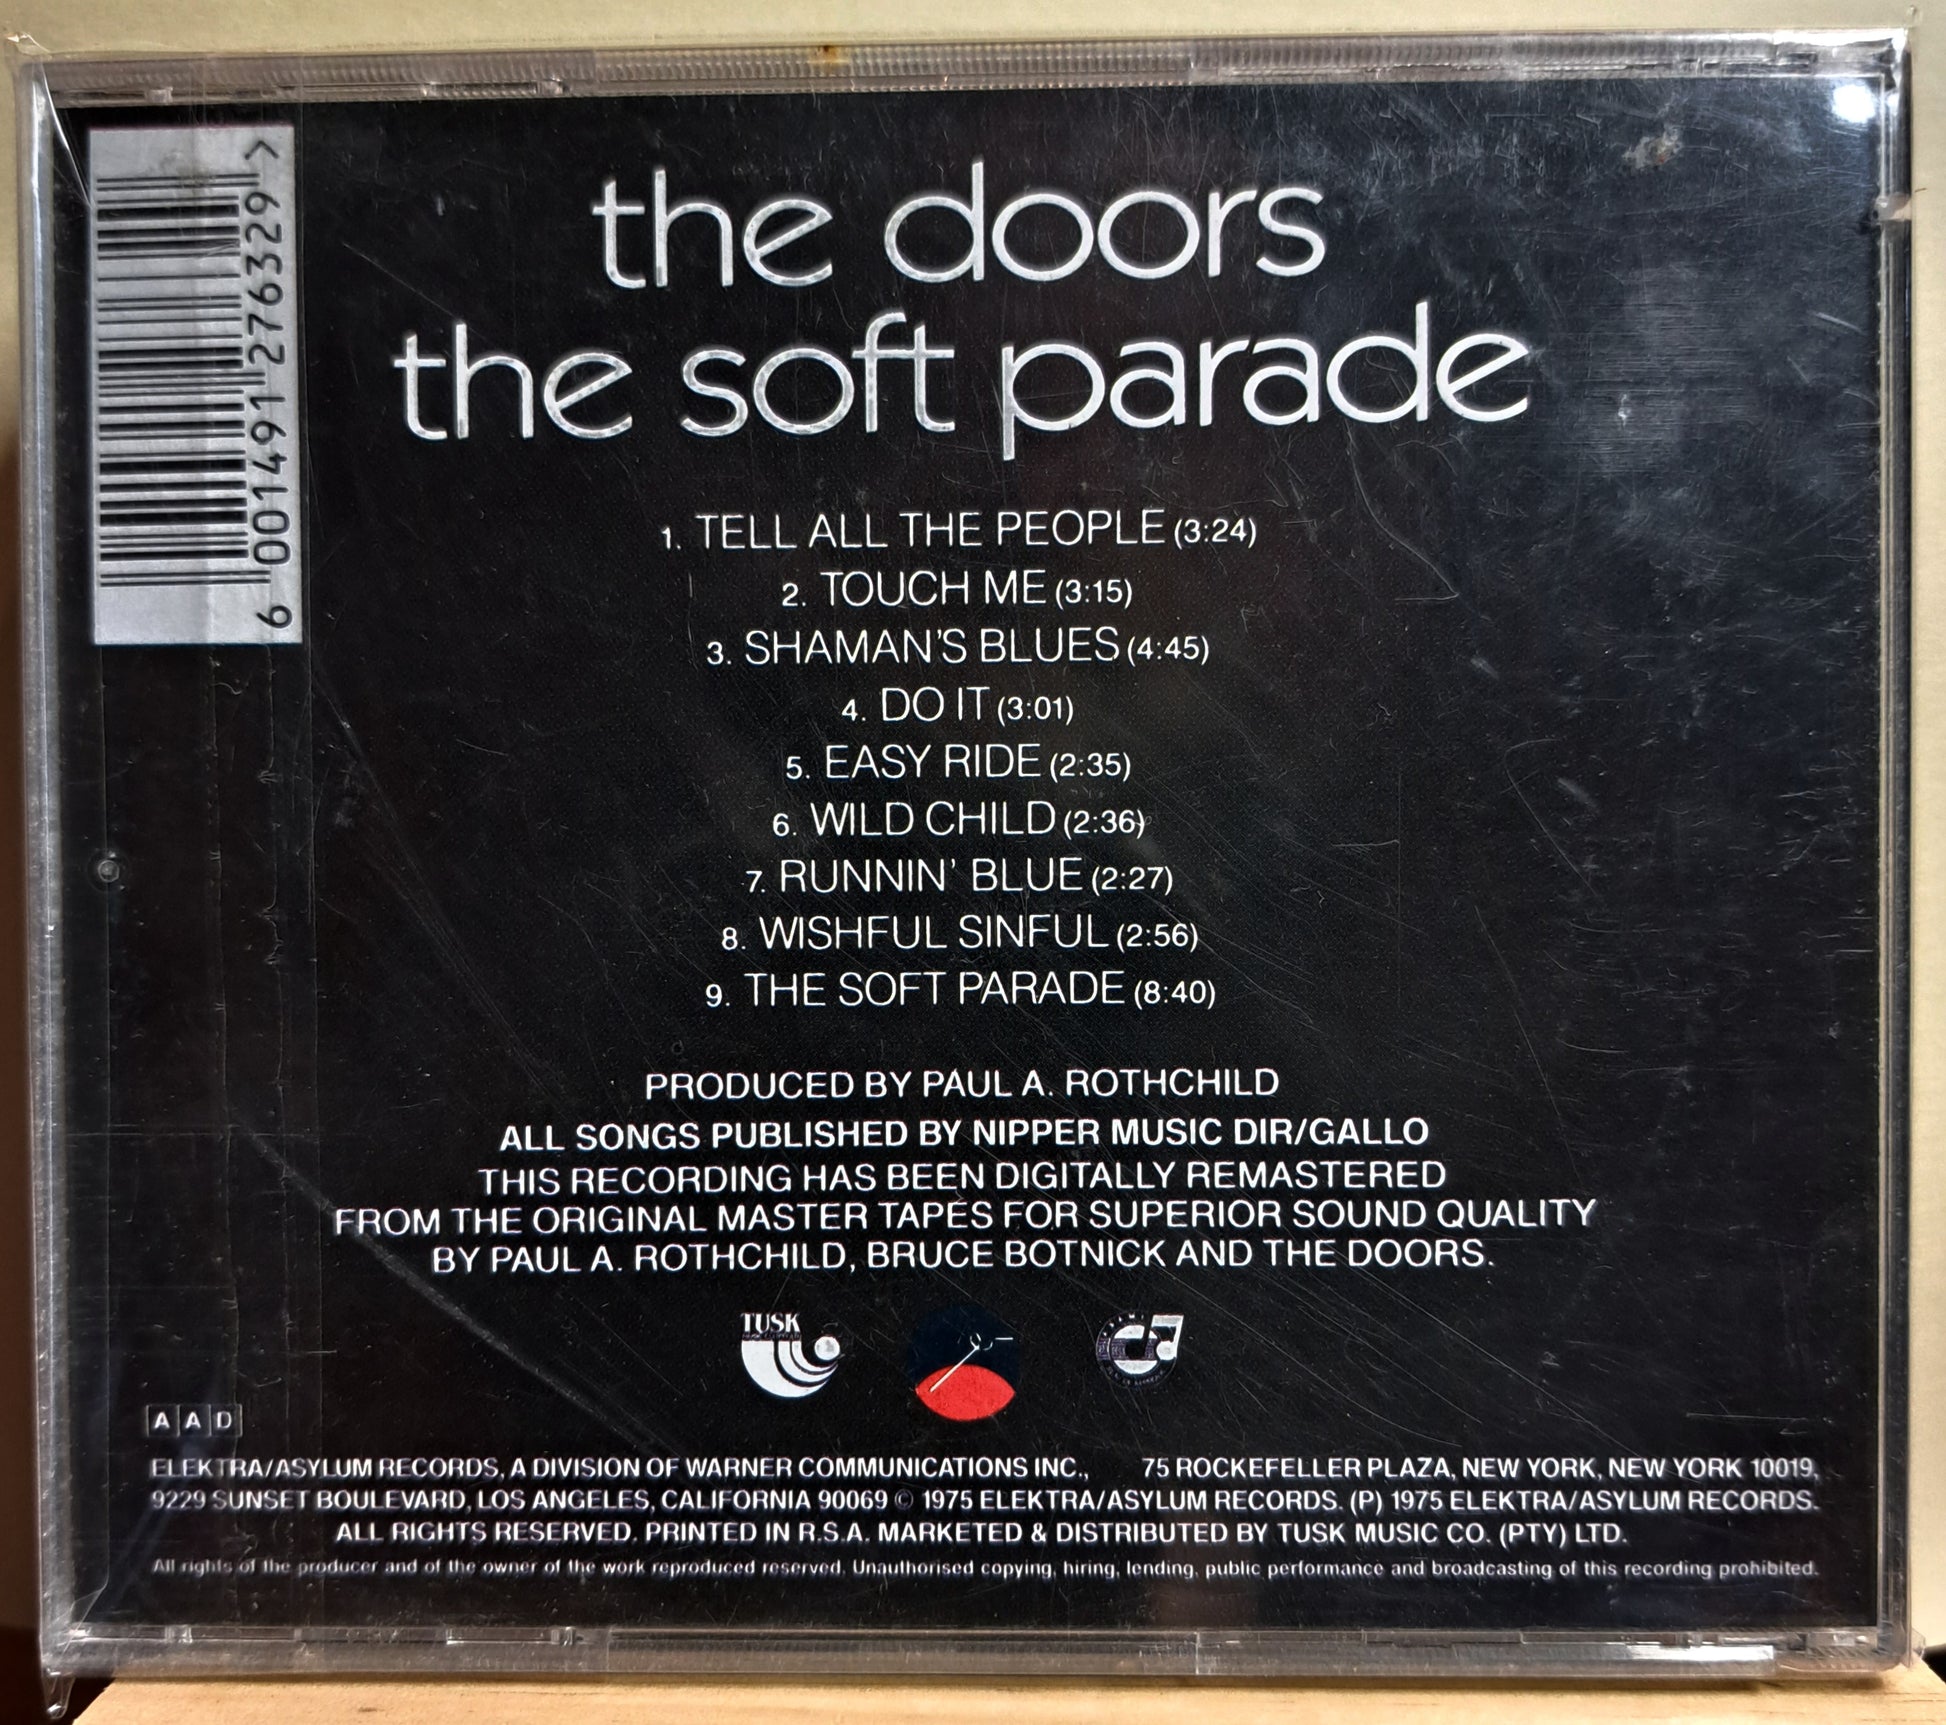 the doors
the soft parade
1. TELL ALL THE PEOPLE (3:24)
2. TOUCH ME (3:15)
3. SHAMAN'S BLUES (4:45)
4. DO IT (3:01)
5. EASY RIDE (2:35)
6. WILD CHILD (2:36)
7. RUNNIN' BLUE (2:27)
8. WISHFUL SINFUL (2:56)
9. THE SOFT PARADE (8:40)
PRODUCED BY PAUL A. ROTHCHILD
ALL SONGS PUBLISHED BY NIPPER MUSIC DIR/GALLO
THIS RECORDING HAS BEEN DIGITALLY REMASTERED
FROM THE ORIGINAL MASTER TAPES FOR SUPERIOR SOUND QUALITY
BY PAUL A. ROTHCHILD, BRUCE BOTNICK AND THE DOORS.
TUSK
A A D
ELEKTRA/ASYLUM RECORDS, A DIVISION OF WARNER COMMUNICATIONS INC., 75 ROCKEFELLER PLAZA, NEW YORK, NEW YORK 10019,
9229 SUNSET BOULEVARD, LOS ANGELES, CALIFORNIA 90069 © 1975 ELEKTRA/ASYLUM RECORDS. (P) 1975 ELEKTRA/ASYLUM RECORDS.
ALL RIGHTS RESERVED. PRINTED IN R.S.A. MARKETED & DISTRIBUTED BY TUSK MUSIC CO. (PTY) LTD.
All rights of the producer and of the owner of the work reproduced reserved. Unauthorised copying, hiring, lending, public performance and broadcasting of this recording prohibited.
6 001491 276329 >